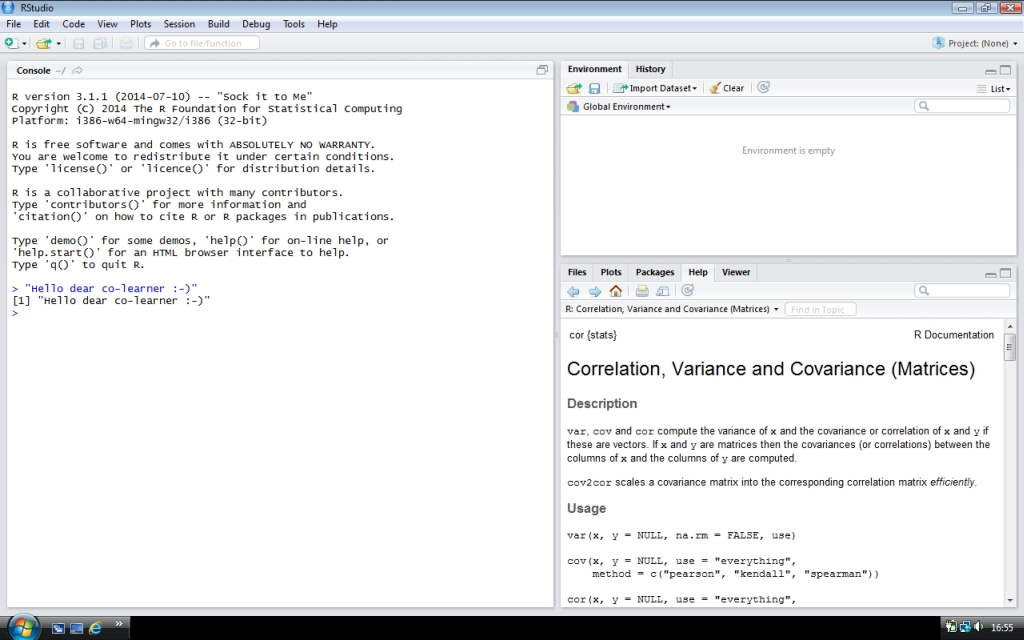 RStudio
File Edit Code View Plots Session Build Debug Tools Help
Go to file/function
Project: (None)
Console ~/
R version 3.1.1 (2014-07-10) -- "Sock it to Me"
Copyright (C) 2014 The R Foundation for Statistical Computing
Platform: i386-w64-mingw32/i386 (32-bit)
R is free software and comes with ABSOLUTELY NO WARRANTY.
You are welcome to redistribute it under certain conditions.
Type 'license()' or 'licence()' for distribution details.
R is a collaborative project with many contributors.
Type 'contributors()' for more information and
'citation()' on how to cite R or R packages in publications.
Type 'demo()' for some demos, 'help()' for on-line help, or
'help.start()' for an HTML browser interface to help.
Type 'q()' to quit R.
> "Hello dear co-learner :-)"
[1] "Hello dear co-learner :-)"
>
Environment History
Import Dataset Clear List
Global Environment
Environment is empty
Files Plots Packages Help Viewer
R: Correlation, Variance and Covariance (Matrices) Find in Topic
cor {stats} R Documentation
Correlation, Variance and Covariance (Matrices)
Description
var, cov and cor compute the variance of x and the covariance or correlation of x and y if
these are vectors. If x and y are matrices then the covariances (or correlations) between the
columns of x and the columns of y are computed.
cov2cor scales a covariance matrix into the corresponding correlation matrix efficiently.
Usage
var(x, y = NULL, na.rm = FALSE, use)
cov(x, y = NULL, use = "everything",
method = c("pearson", "kendall", "spearman"))
cor(x, y = NULL, use = "everything",
16:55